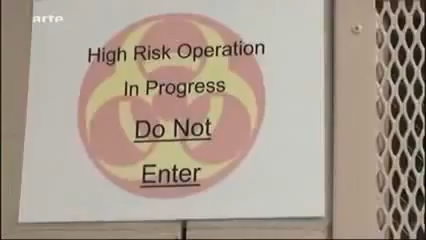 arte
High Risk Operation
In Progress
Do Not
Enter